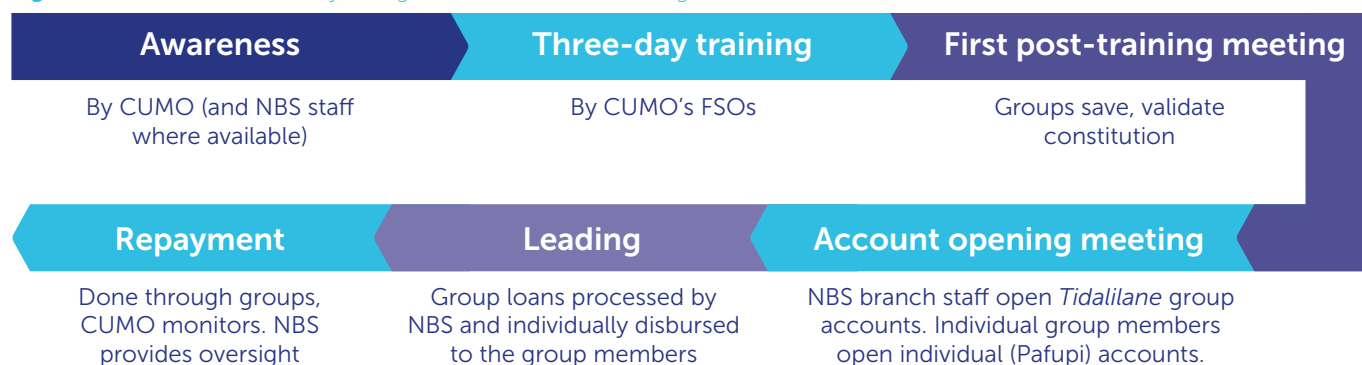 Awareness
Three-day training
First post-training meeting
By CUMO (and NBS staff
where available)
By CUMO's FSOs
Groups save, validate
constitution
Account opening meeting
NBS branch staff open Tidalilane group
accounts. Individual group members
open individual (Pafupi) accounts.
Leading
Group loans processed by
NBS and individually disbursed
to the group members
Repayment
Done through groups,
CUMO monitors. NBS
provides oversight